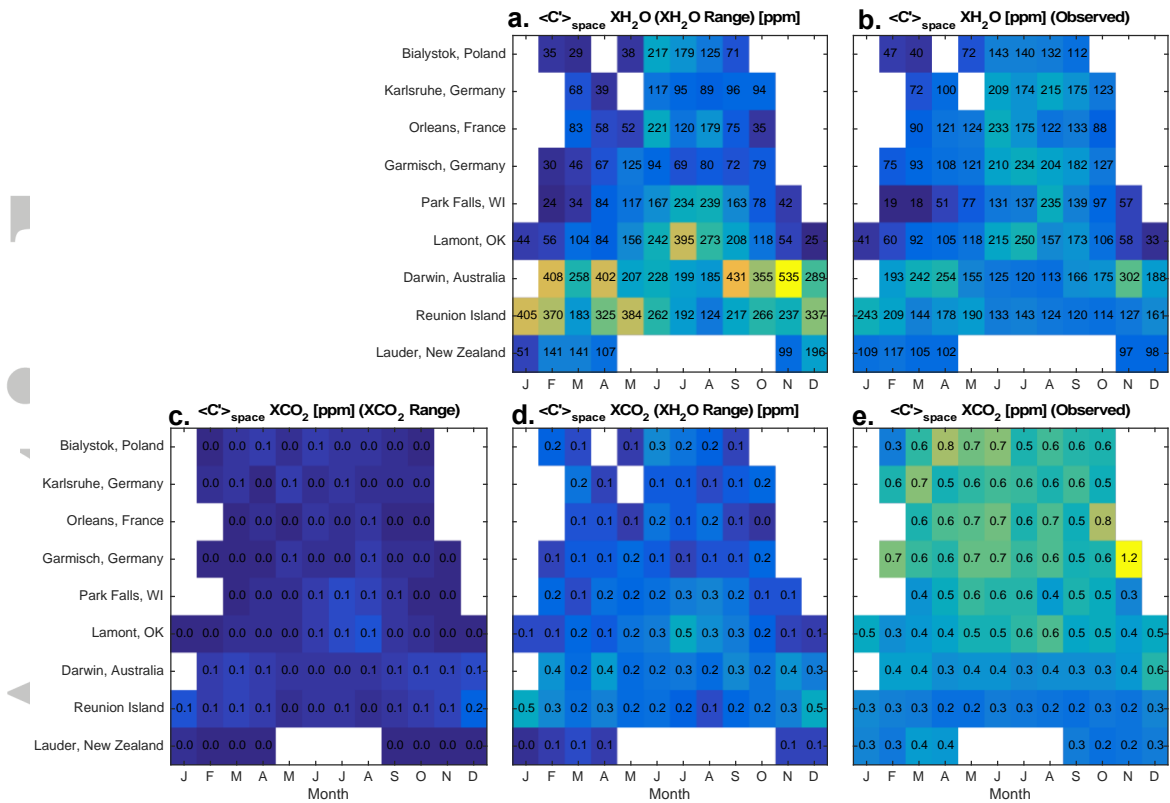 a. <C'>space XH2O (XH2O Range) [ppm]
b. <C'>space XH2O [ppm] (Observed)
Bialystok, Poland 35 29 38 217 179 125 71 47 40 72 143 140 132 112
Karlsruhe, Germany 68 39 117 95 89 96 94 72 100 209 174 215 175 123
Orleans, France 83 58 52 221 120 179 75 35 90 121 124 233 175 122 133 88
Garmisch, Germany 30 46 67 125 94 69 80 72 79 75 93 108 121 210 234 204 182 127
Park Falls, WI 24 34 84 117 167 234 239 163 78 42 19 18 51 77 131 137 235 139 97 57
Lamont, OK 44 56 104 84 156 242 395 273 208 118 54 25 41 60 92 105 118 215 250 157 173 106 58 33
Darwin, Australia 408 258 402 207 228 199 185 431 355 535 289 193 242 254 155 125 120 113 166 175 302 188
Reunion Island 405 370 183 325 384 262 192 124 217 266 237 337 243 209 144 178 190 133 143 124 120 114 127 161
Lauder, New Zealand 51 141 141 107 99 196 109 117 105 102 97 98
J F M A M J J A S O N D J F M A M J J A S O N D
c. <C'>space XCO2 [ppm] (XCO2 Range)
d. <C'>space XCO2 (XH2O Range) [ppm]
e. <C'>space XCO2 [ppm] (Observed)
Bialystok, Poland 0.0 0.0 0.1 0.0 0.1 0.0 0.0 0.0 0.0 0.2 0.1 0.1 0.3 0.2 0.2 0.1 0.3 0.6 0.8 0.7 0.7 0.5 0.6 0.6 0.6
Karlsruhe, Germany 0.0 0.1 0.0 0.1 0.0 0.1 0.0 0.0 0.0 0.2 0.1 0.1 0.1 0.1 0.1 0.2 0.6 0.7 0.5 0.6 0.6 0.6 0.6 0.6 0.5
Orleans, France 0.0 0.0 0.0 0.0 0.0 0.1 0.0 0.0 0.1 0.1 0.1 0.2 0.1 0.2 0.1 0.0 0.6 0.6 0.7 0.7 0.6 0.7 0.5 0.8
Garmisch, Germany 0.0 0.0 0.0 0.1 0.0 0.0 0.1 0.0 0.0 0.0 0.1 0.1 0.1 0.2 0.1 0.1 0.1 0.1 0.2 0.7 0.6 0.6 0.7 0.7 0.6 0.6 0.5 0.6 1.2
Park Falls, WI 0.0 0.0 0.0 0.1 0.1 0.1 0.0 0.0 0.0 0.2 0.1 0.2 0.2 0.2 0.3 0.3 0.2 0.1 0.1 0.4 0.5 0.6 0.6 0.6 0.4 0.5 0.5 0.3
Lamont, OK 0.0 0.0 0.0 0.0 0.0 0.1 0.1 0.1 0.0 0.0 0.0 0.0 0.1 0.1 0.2 0.1 0.2 0.3 0.5 0.3 0.3 0.2 0.1 0.1 0.5 0.3 0.4 0.4 0.5 0.5 0.6 0.6 0.5 0.5 0.4 0.5
Darwin, Australia 0.1 0.1 0.1 0.0 0.0 0.0 0.1 0.1 0.1 0.1 0.1 0.4 0.2 0.4 0.2 0.2 0.3 0.2 0.3 0.2 0.4 0.3 0.4 0.4 0.3 0.4 0.3 0.4 0.3 0.3 0.4 0.3 0.6
Reunion Island 0.1 0.1 0.1 0.1 0.0 0.0 0.0 0.1 0.0 0.1 0.1 0.2 0.5 0.3 0.2 0.3 0.3 0.2 0.2 0.1 0.2 0.2 0.3 0.5 0.3 0.3 0.3 0.2 0.2 0.3 0.2 0.3 0.3 0.2 0.3 0.3
Lauder, New Zealand 0.0 0.0 0.0 0.0 0.0 0.0 0.0 0.0 0.0 0.1 0.1 0.1 0.1 0.1 0.3 0.3 0.4 0.4 0.3 0.2 0.2 0.3
J F M A M J J A S O N D J F M A M J J A S O N D J F M A M J J A S O N D
Month Month